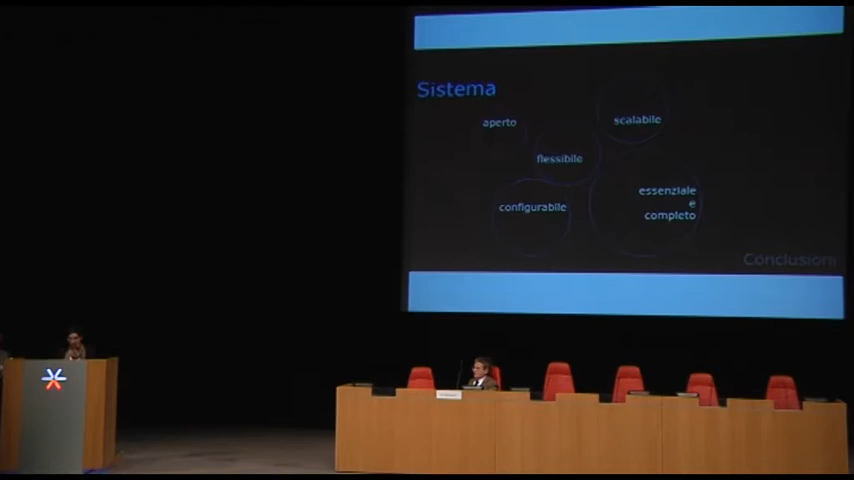 Sistema
aperto
scalabile
flessibile
configurabile
essenziale
e
completo
Conclusioni